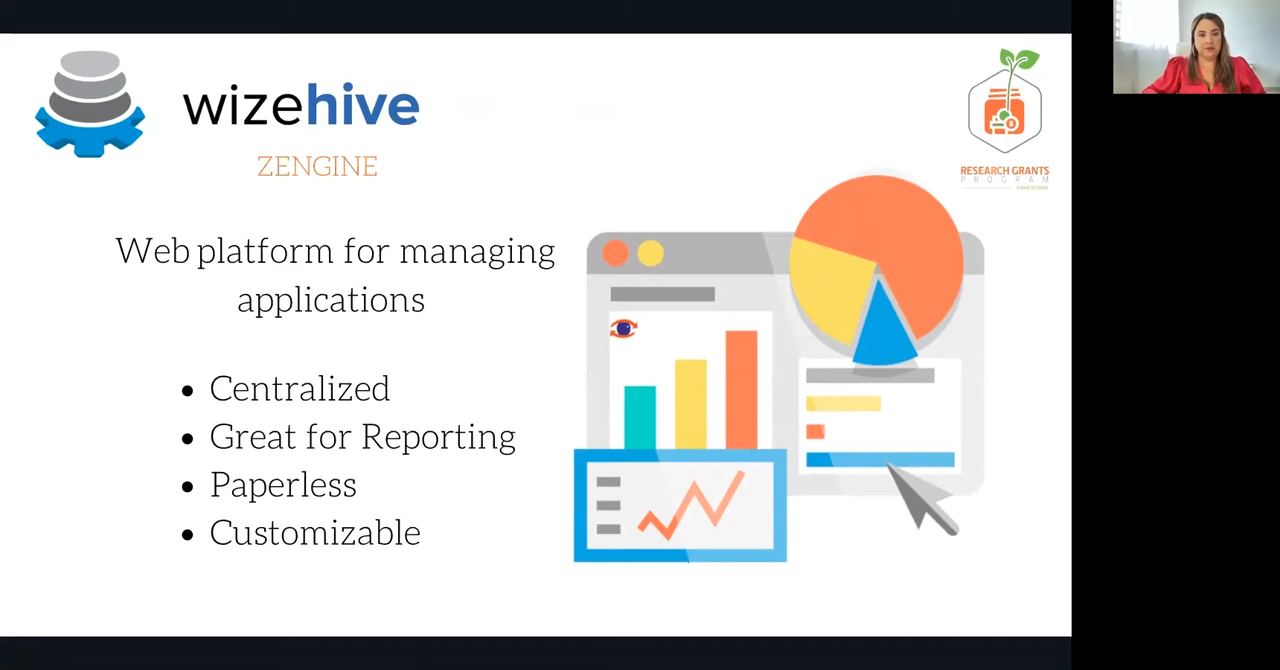 wizehive
ZENGINE
RESEARCH GRANTS
PROGRAM
Web platform for managing
applications
• Centralized
• Great for Reporting
• Paperless
• Customizable